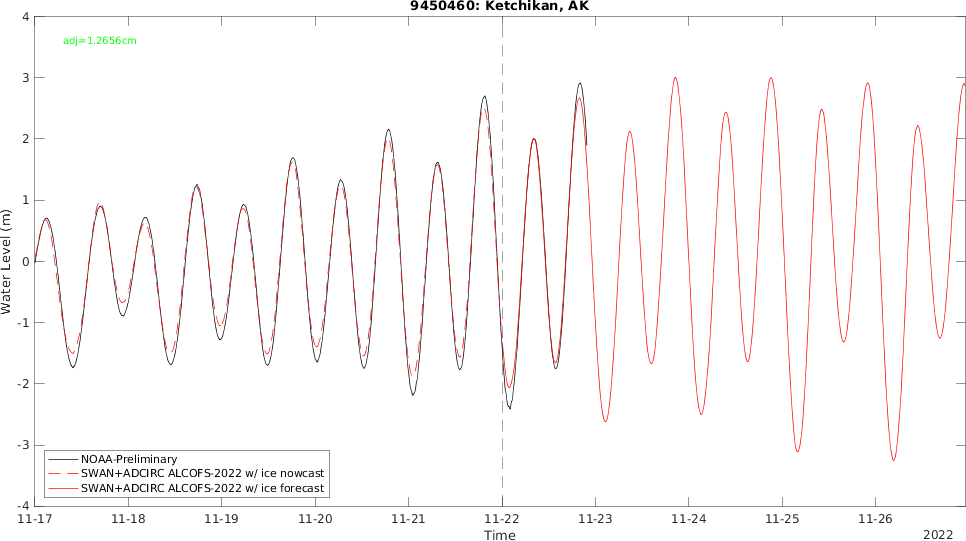 9450460: Ketchikan, AK
adj=1.2656cm
Water Level (m)
4
3
2
1
0
-1
-2
-3
-4
NOAA-Preliminary
SWAN+ADCIRC ALCOFS-2022 w/ ice nowcast
SWAN+ADCIRC ALCOFS-2022 w/ ice forecast
11-17 11-18 11-19 11-20 11-21 11-22 11-23 11-24 11-25 11-26
Time
2022